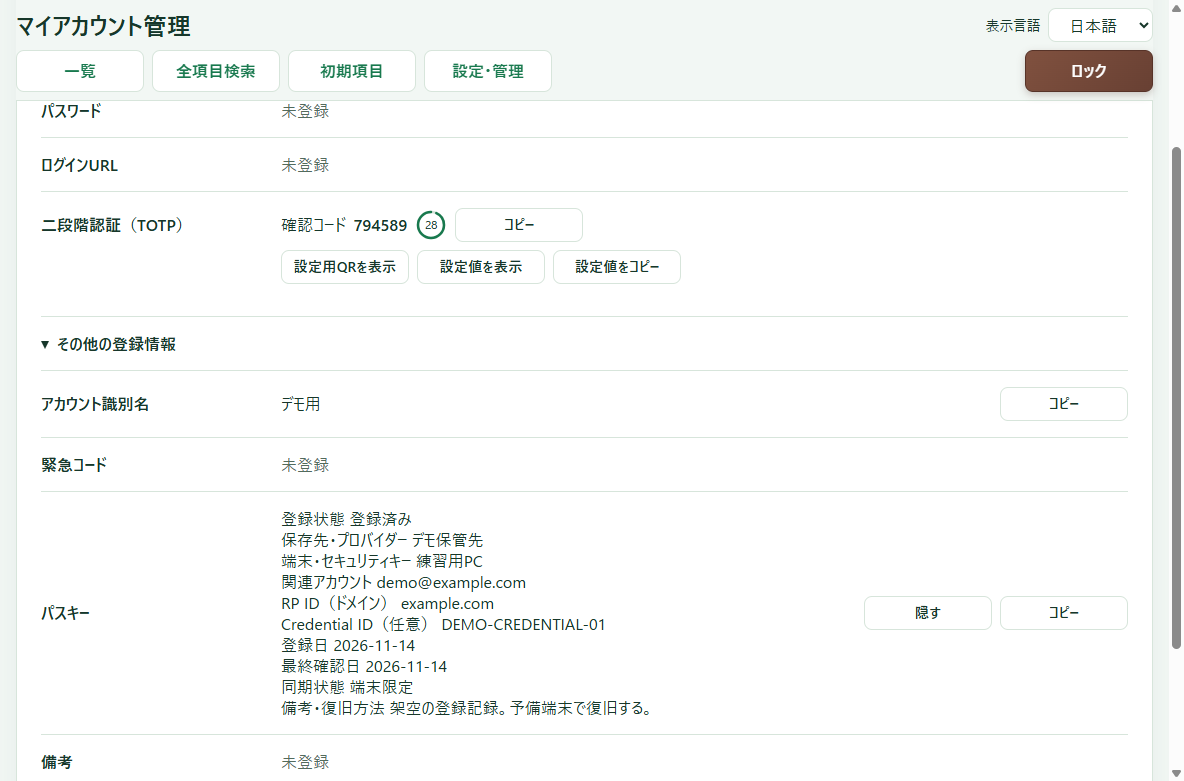 マイアカウント管理
表示言語 日本語
一覧 全項目検索 初期項目 設定・管理 ロック
パスワード 未登録
ログインURL 未登録
二段階認証（TOTP） 確認コード 794589 28 コピー
設定用QRを表示 設定値を表示 設定値をコピー
▼ その他の登録情報
アカウント識別名 デモ用 コピー
緊急コード 未登録
登録状態 登録済み
保存先・プロバイダー デモ保管先
端末・セキュリティキー 練習用PC
関連アカウント demo@example.com
RP ID（ドメイン） example.com
パスキー 隠す コピー
Credential ID（任意） DEMO-CREDENTIAL-01
登録日 2026-11-14
最終確認日 2026-11-14
同期状態 端末限定
備考・復旧方法 架空の登録記録。予備端末で復旧する。
備考 未登録